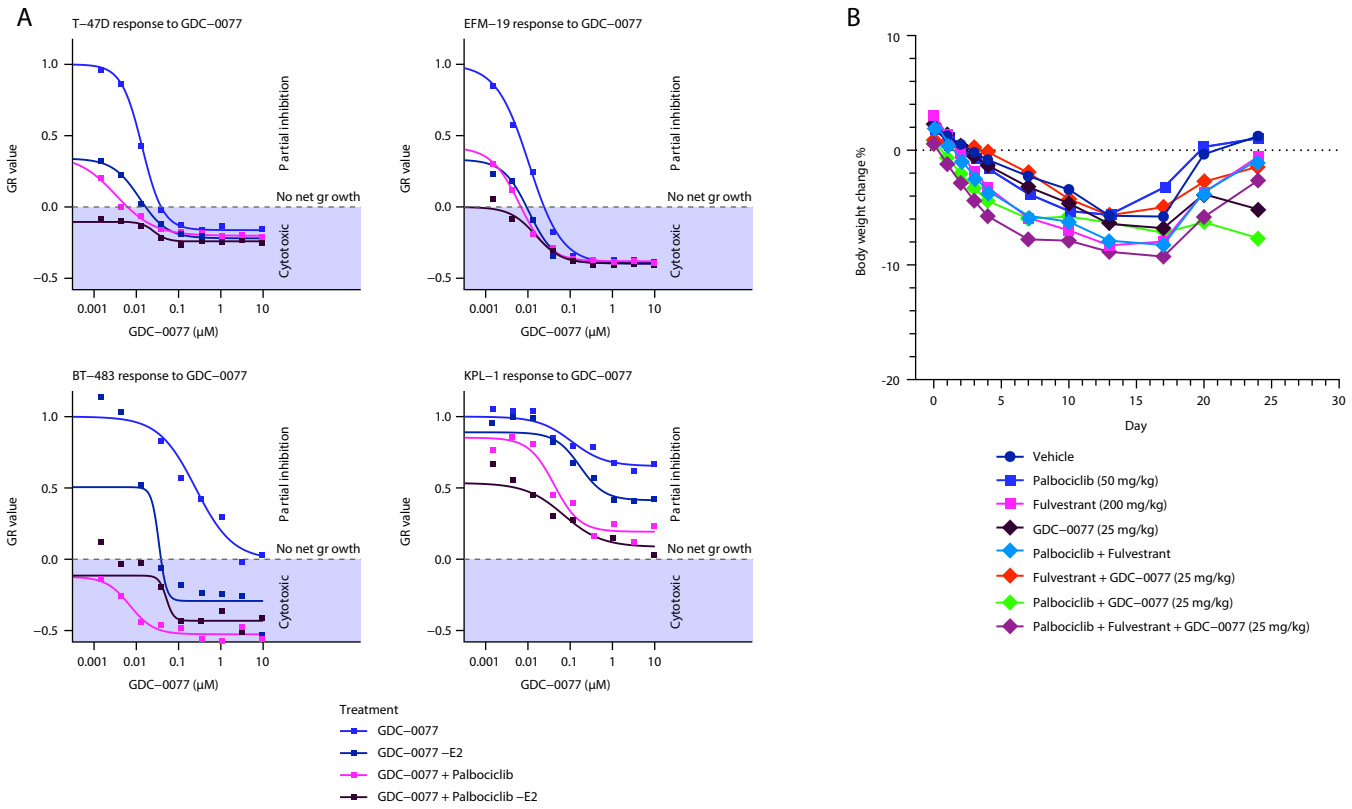 A
T−47D response to GDC−0077
GR value
1.0
0.5
0.0
−0.5
Partial inhibition
No net growth
Cytotoxic
0.001
0.01
0.1
1
10
GDC−0077 (μM)
EFM−19 response to GDC−0077
GR value
1.0
0.5
0.0
−0.5
Partial inhibition
No net growth
Cytotoxic
0.001
0.01
0.1
1
10
GDC−0077 (μM)
BT−483 response to GDC−0077
GR value
1.0
0.5
0.0
−0.5
Partial inhibition
No net growth
Cytotoxic
0.001
0.01
0.1
1
10
GDC−0077 (μM)
KPL−1 response to GDC−0077
GR value
1.0
0.5
0.0
−0.5
Partial inhibition
No net growth
Cytotoxic
0.001
0.01
0.1
1
10
GDC−0077 (μM)
Treatment
GDC−0077
GDC−0077 −E2
GDC−0077 + Palbociclib
GDC−0077 + Palbociclib −E2
B
Body weight change %
10
0
-10
-20
0
5
10
15
20
25
30
Day
Vehicle
Palbociclib (50 mg/kg)
Fulvestrant (200 mg/kg)
GDC−0077 (25 mg/kg)
Palbociclib + Fulvestrant
Fulvestrant + GDC−0077 (25 mg/kg)
Palbociclib + GDC−0077 (25 mg/kg)
Palbociclib + Fulvestrant + GDC−0077 (25 mg/kg)